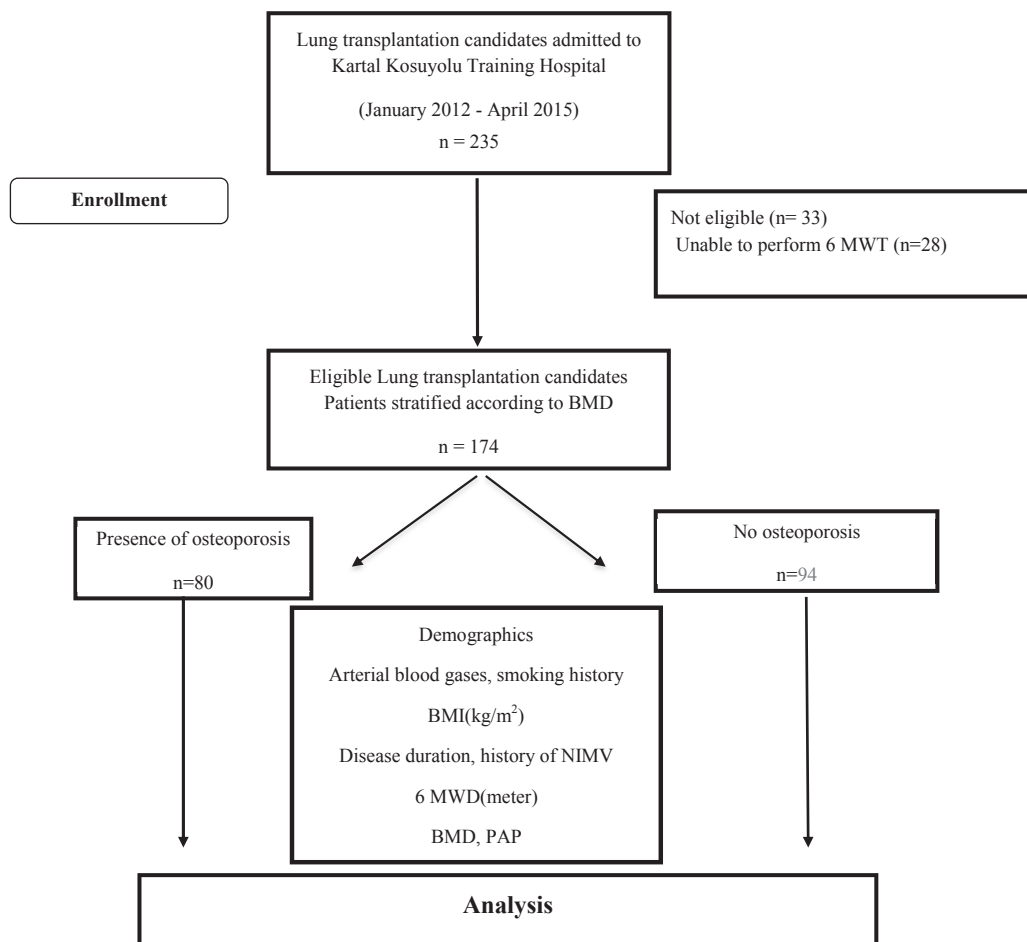 Lung transplantation candidates admitted to
Kartal Kosuyolu Training Hospital
(January 2012 - April 2015)
n = 235
Enrollment
Not eligible (n= 33)
Unable to perform 6 MWT (n=28)
Eligible Lung transplantation candidates
Patients stratified according to BMD
n = 174
Presence of osteoporosis
n=80
No osteoporosis
n=94
Demographics
Arterial blood gases, smoking history
BMI(kg/m²)
Disease duration, history of NIMV
6 MWD(meter)
BMD, PAP
Analysis